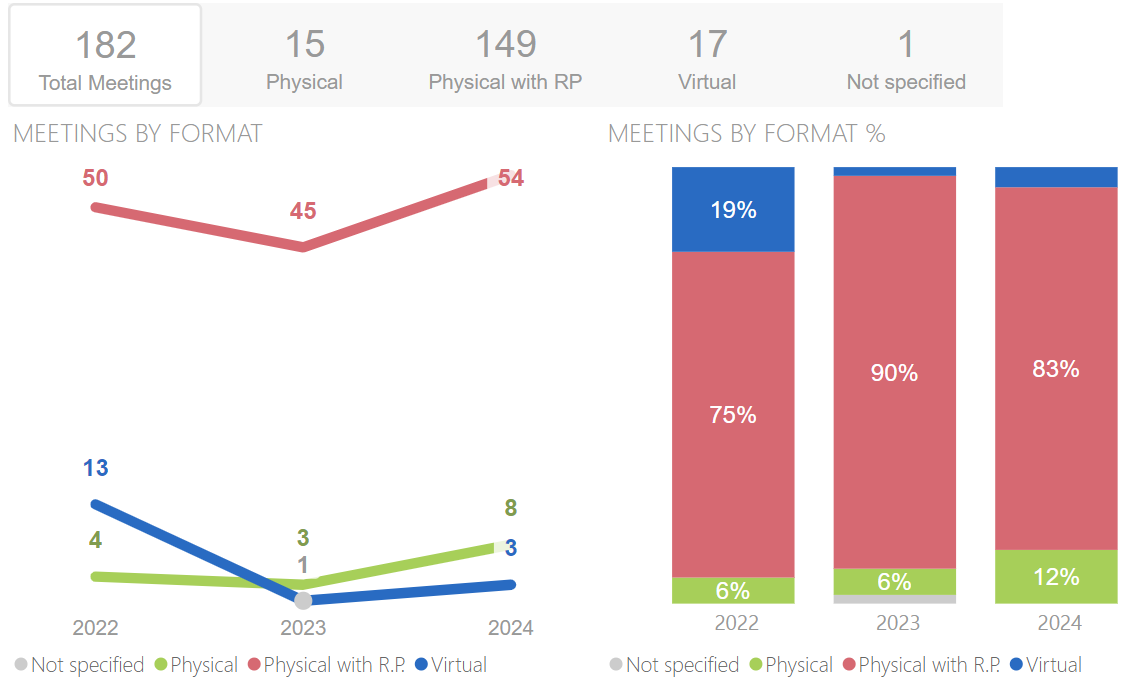 182 15 149 17 1
Total Meetings Physical Physical with RP Virtual Not specified
MEETINGS BY FORMAT
50
45
54
13
4
3
1
8
3
2022 2023 2024
Not specified Physical Physical with R.P. Virtual
MEETINGS BY FORMAT %
19%
75%
6%
90%
6%
83%
12%
2022 2023 2024
Not specified Physical Physical with R.P. Virtual